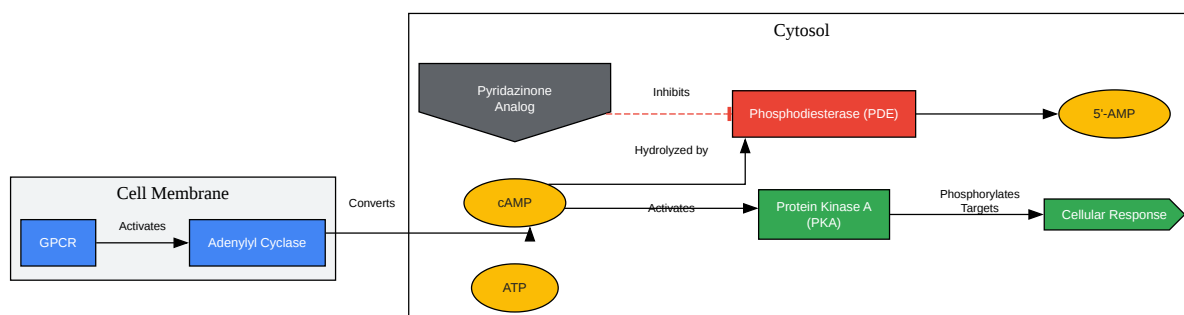 Cytosol
Pyridazinone
Analog
Inhibits
Phosphodiesterase (PDE)
5'-AMP
Hydrolyzed by
Cell Membrane
Converts
cAMP
Activates
Protein Kinase A
(PKA)
Phosphorylates
Targets
Cellular Response
GPCR
Activates
Adenylyl Cyclase
ATP